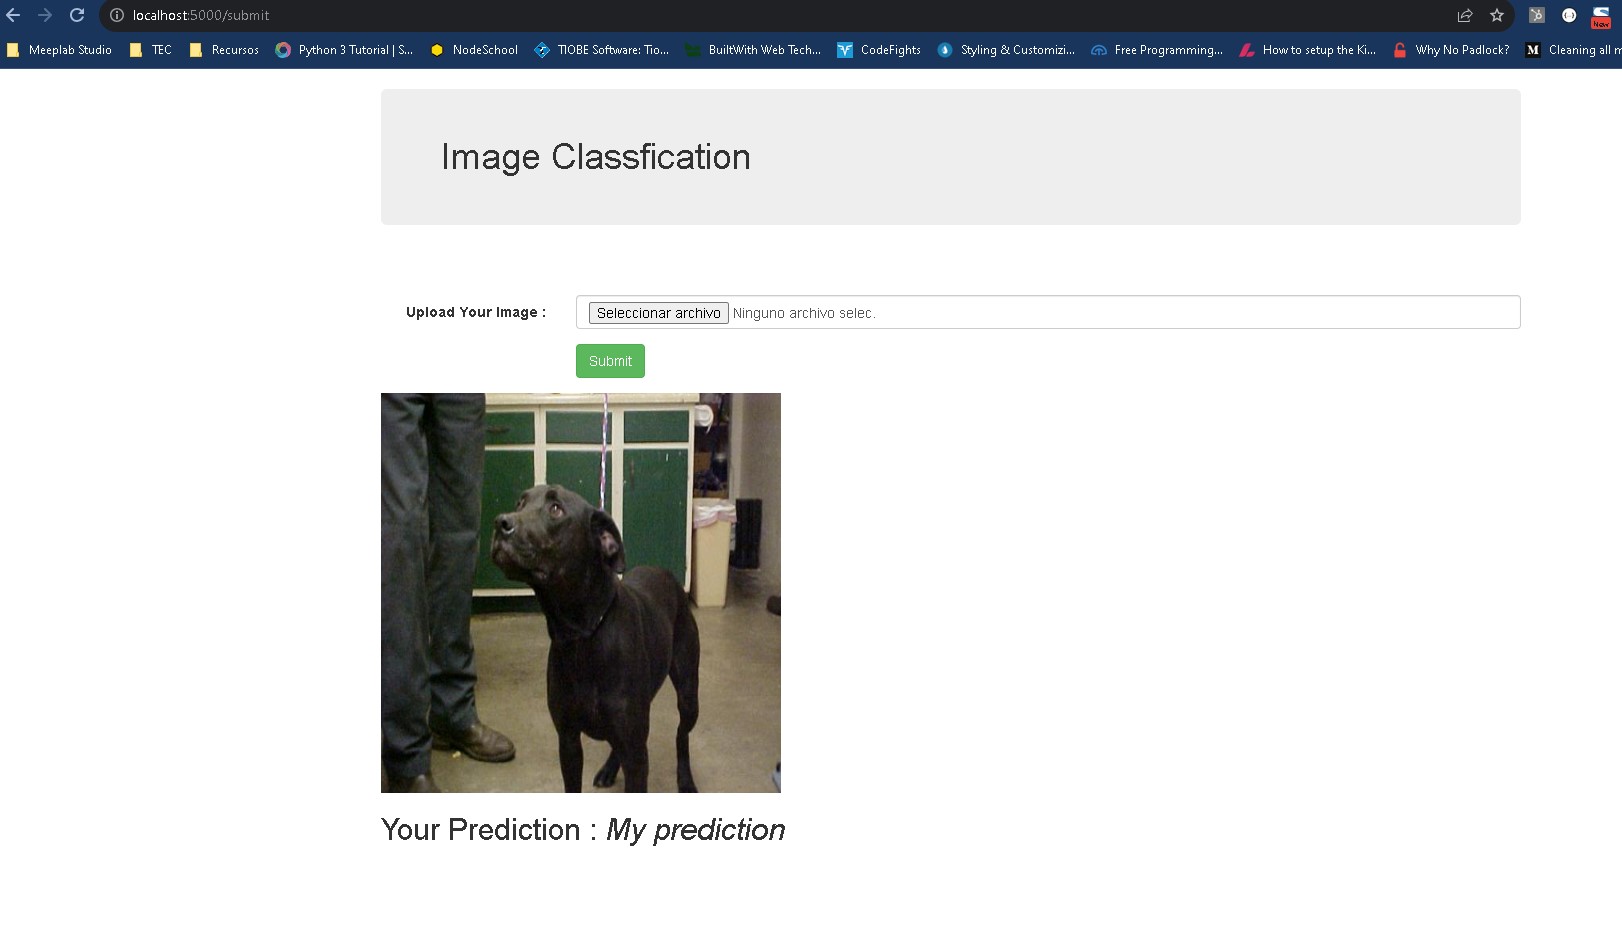 localhost:5000/submit
New
Meeplab Studio TEC Recursos Python 3 Tutorial | S... NodeSchool TIOBE Software: Tio... BuiltWith Web Tech... CodeFights Styling & Customizi... Free Programming... How to setup the Ki... Why No Padlock? M Cleaning all m
Image Classfication
Upload Your Image : Seleccionar archivo Ninguno archivo selec.
Submit
Your Prediction : My prediction